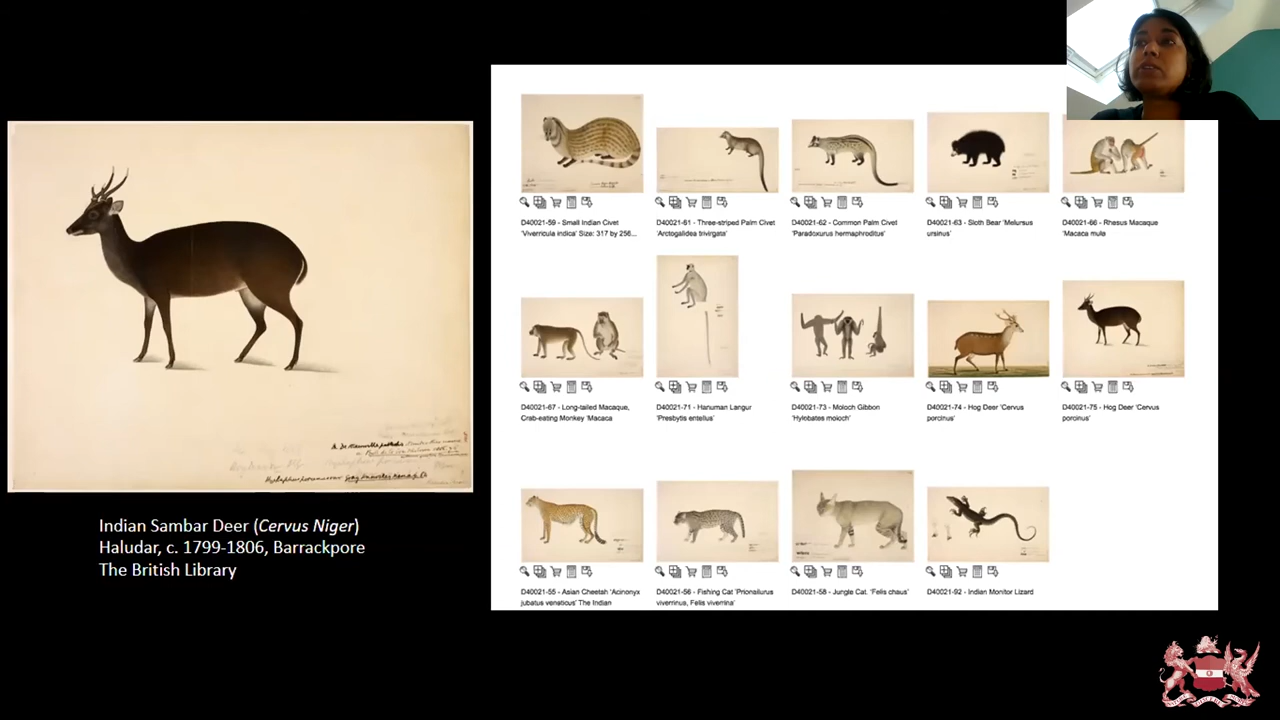 Indian Sambar Deer (Cervus Niger)
Haludar, c. 1799-1806, Barrackpore
The British Library
D40021-59 - Small Indian Civet
'Viverricula indica' Size: 317 by 256...
D40021-61 - Three-striped Palm Civet
'Arctogalidea trivirgata'
D40021-62 - Common Palm Civet
'Paradoxurus hermaphroditus'
D40021-63 - Sloth Bear 'Melursus
ursinus'
D40021-66 - Rhesus Macaque
'Macaca mula
D40021-67 - Long-tailed Macaque,
Crab-eating Monkey 'Macaca
D40021-71 - Hanuman Langur
'Presbytis entellus'
D40021-73 - Moloch Gibbon
'Hylobates moloch'
D40021-74 - Hog Deer 'Cervus
porcinus'
D40021-75 - Hog Deer 'Cervus
porcinus'
D40021-55 - Asian Cheetah 'Acinonyx
jubatus venaticus' The Indian
D40021-56 - Fishing Cat 'Prionailurus
viverrinus, Felis viverrina'
D40021-58 - Jungle Cat. 'Felis chaus'
D40021-92 - Indian Monitor Lizard